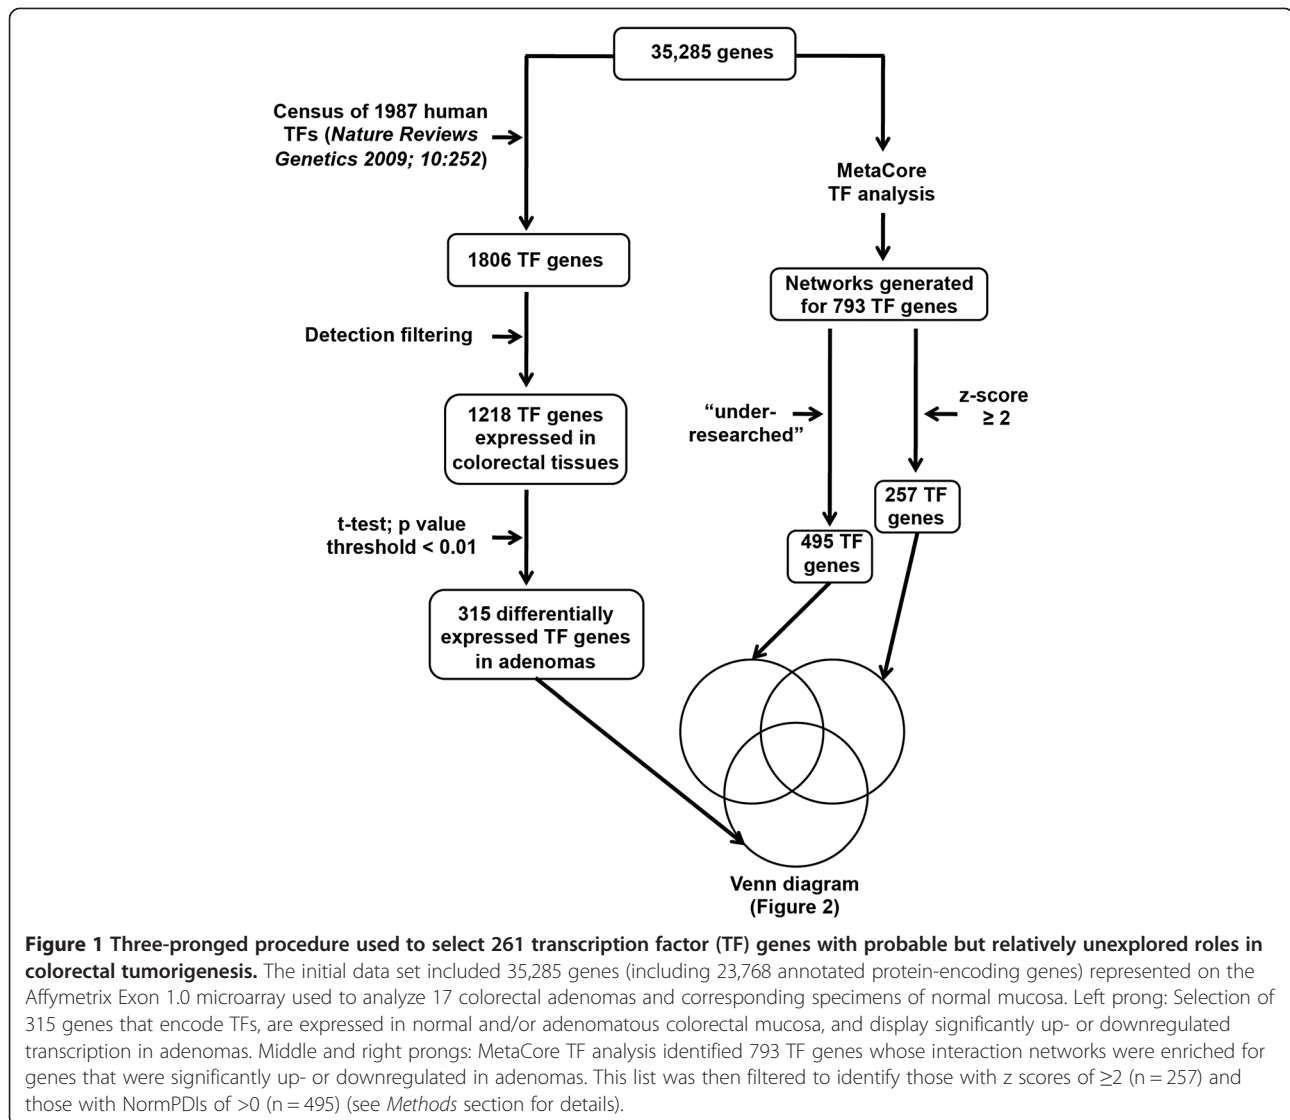 35,285 genes
Census of 1987 human
TFs (Nature Reviews
Genetics 2009; 10:252)
MetaCore
TF analysis
1806 TF genes
Networks generated
for 793 TF genes
Detection filtering
1218 TF genes
expressed in
colorectal tissues
“under-
researched”
z-score
≥ 2
257 TF
genes
t-test; p value
threshold < 0.01
495 TF
genes
315 differentially
expressed TF genes
in adenomas
Venn diagram
(Figure 2)
Figure 1 Three-pronged procedure used to select 261 transcription factor (TF) genes with probable but relatively unexplored roles in
colorectal tumorigenesis. The initial data set included 35,285 genes (including 23,768 annotated protein-encoding genes) represented on the
Affymetrix Exon 1.0 microarray used to analyze 17 colorectal adenomas and corresponding specimens of normal mucosa. Left prong: Selection of
315 genes that encode TFs, are expressed in normal and/or adenomatous colorectal mucosa, and display significantly up- or downregulated
transcription in adenomas. Middle and right prongs: MetaCore TF analysis identified 793 TF genes whose interaction networks were enriched for
genes that were significantly up- or downregulated in adenomas. This list was then filtered to identify those with z scores of ≥2 (n = 257) and
those with NormPDIs of >0 (n = 495) (see Methods section for details).